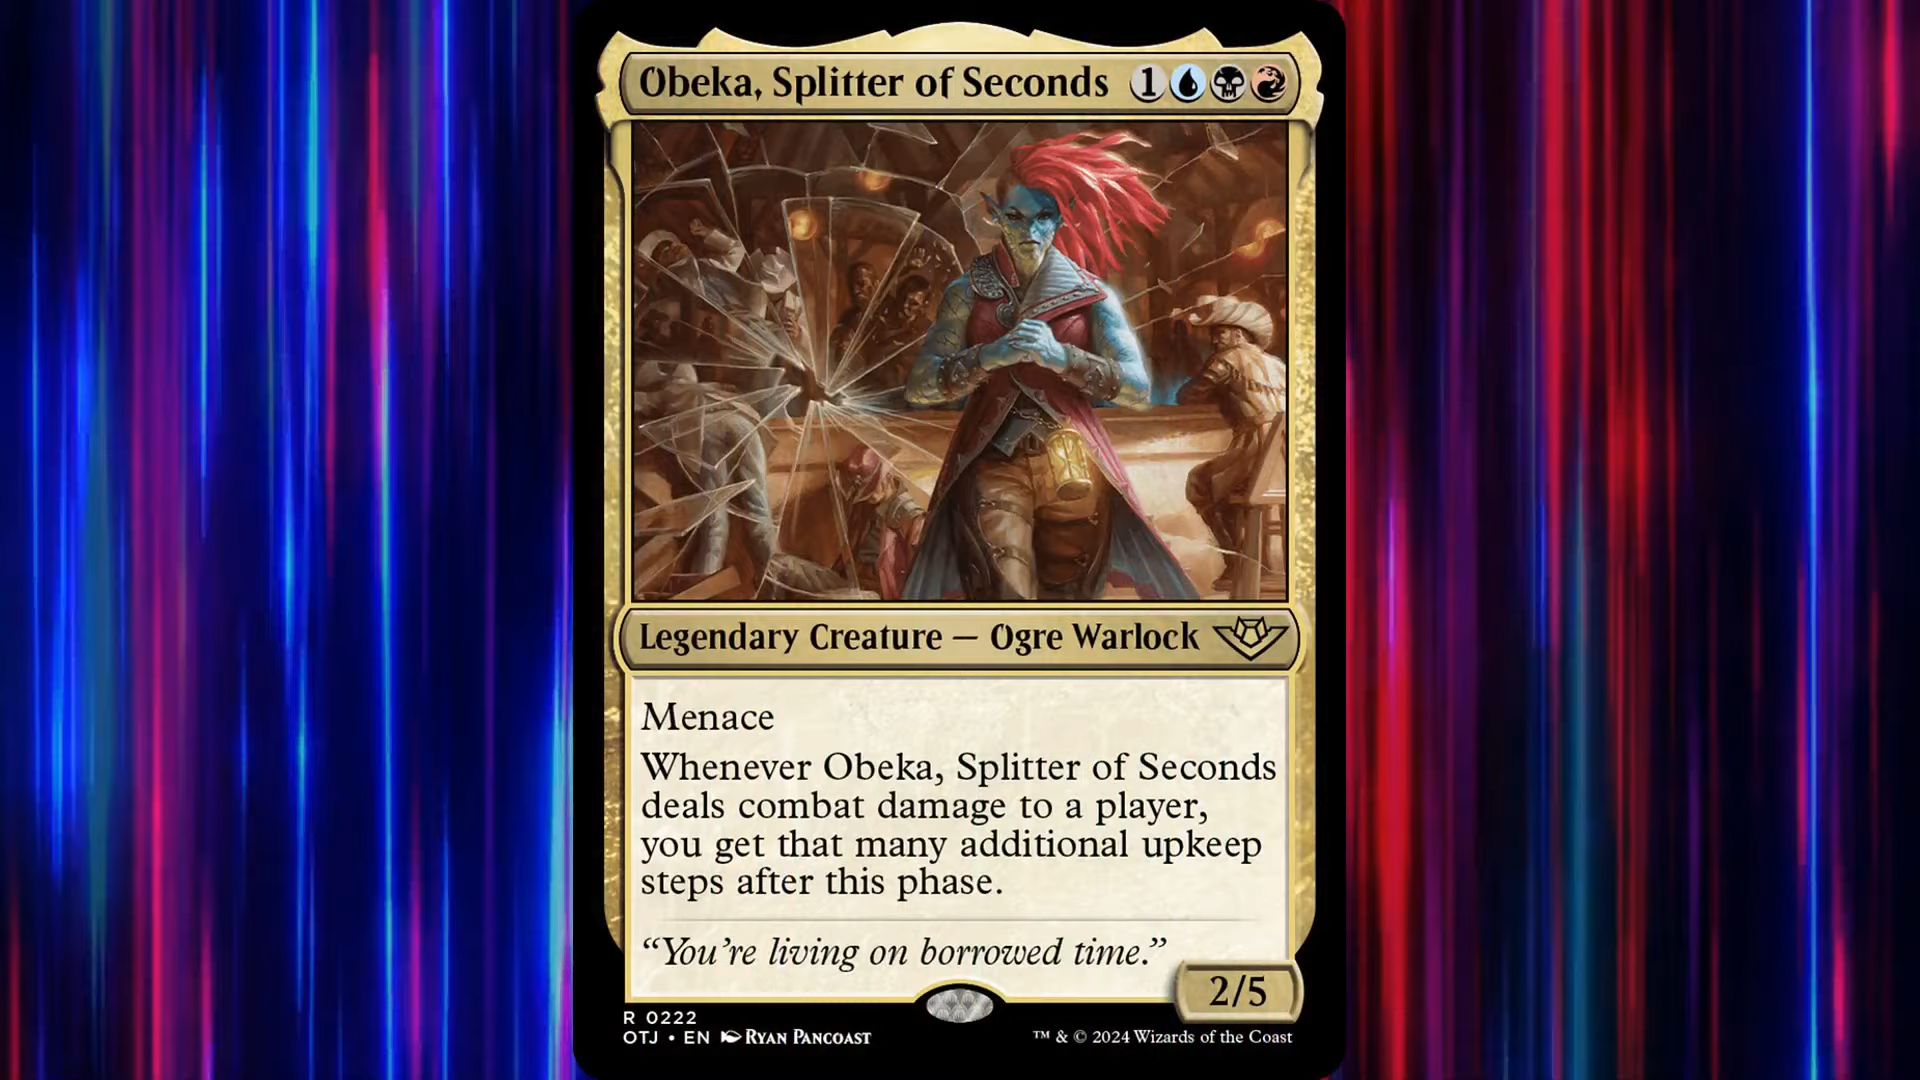 Obeka, Splitter of Seconds 1
Legendary Creature — Ogre Warlock
Menace
Whenever Obeka, Splitter of Seconds
deals combat damage to a player,
you get that many additional upkeep
steps after this phase.
“You’re living on borrowed time.”
2/5
R 0222
OTJ • EN Ryan Pancoast
™ & © 2024 Wizards of the Coast